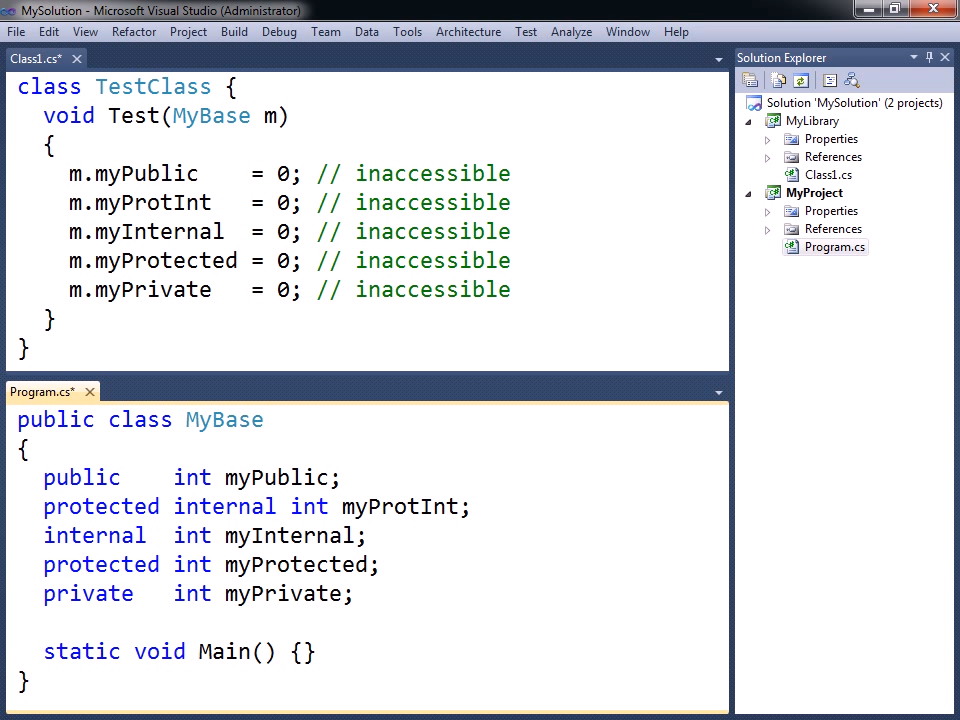 MySolution - Microsoft Visual Studio (Administrator)
File Edit View Refactor Project Build Debug Team Data Tools Architecture Test Analyze Window Help
Class1.cs*
class TestClass {
void Test(MyBase m)
{
m.myPublic = 0; // inaccessible
m.myProtInt = 0; // inaccessible
m.myInternal = 0; // inaccessible
m.myProtected = 0; // inaccessible
m.myPrivate = 0; // inaccessible
}
}
Program.cs*
public class MyBase
{
public int myPublic;
protected internal int myProtInt;
internal int myInternal;
protected int myProtected;
private int myPrivate;
static void Main() {}
}
Solution Explorer
Solution 'MySolution' (2 projects)
MyLibrary
Properties
References
Class1.cs
MyProject
Properties
References
Program.cs